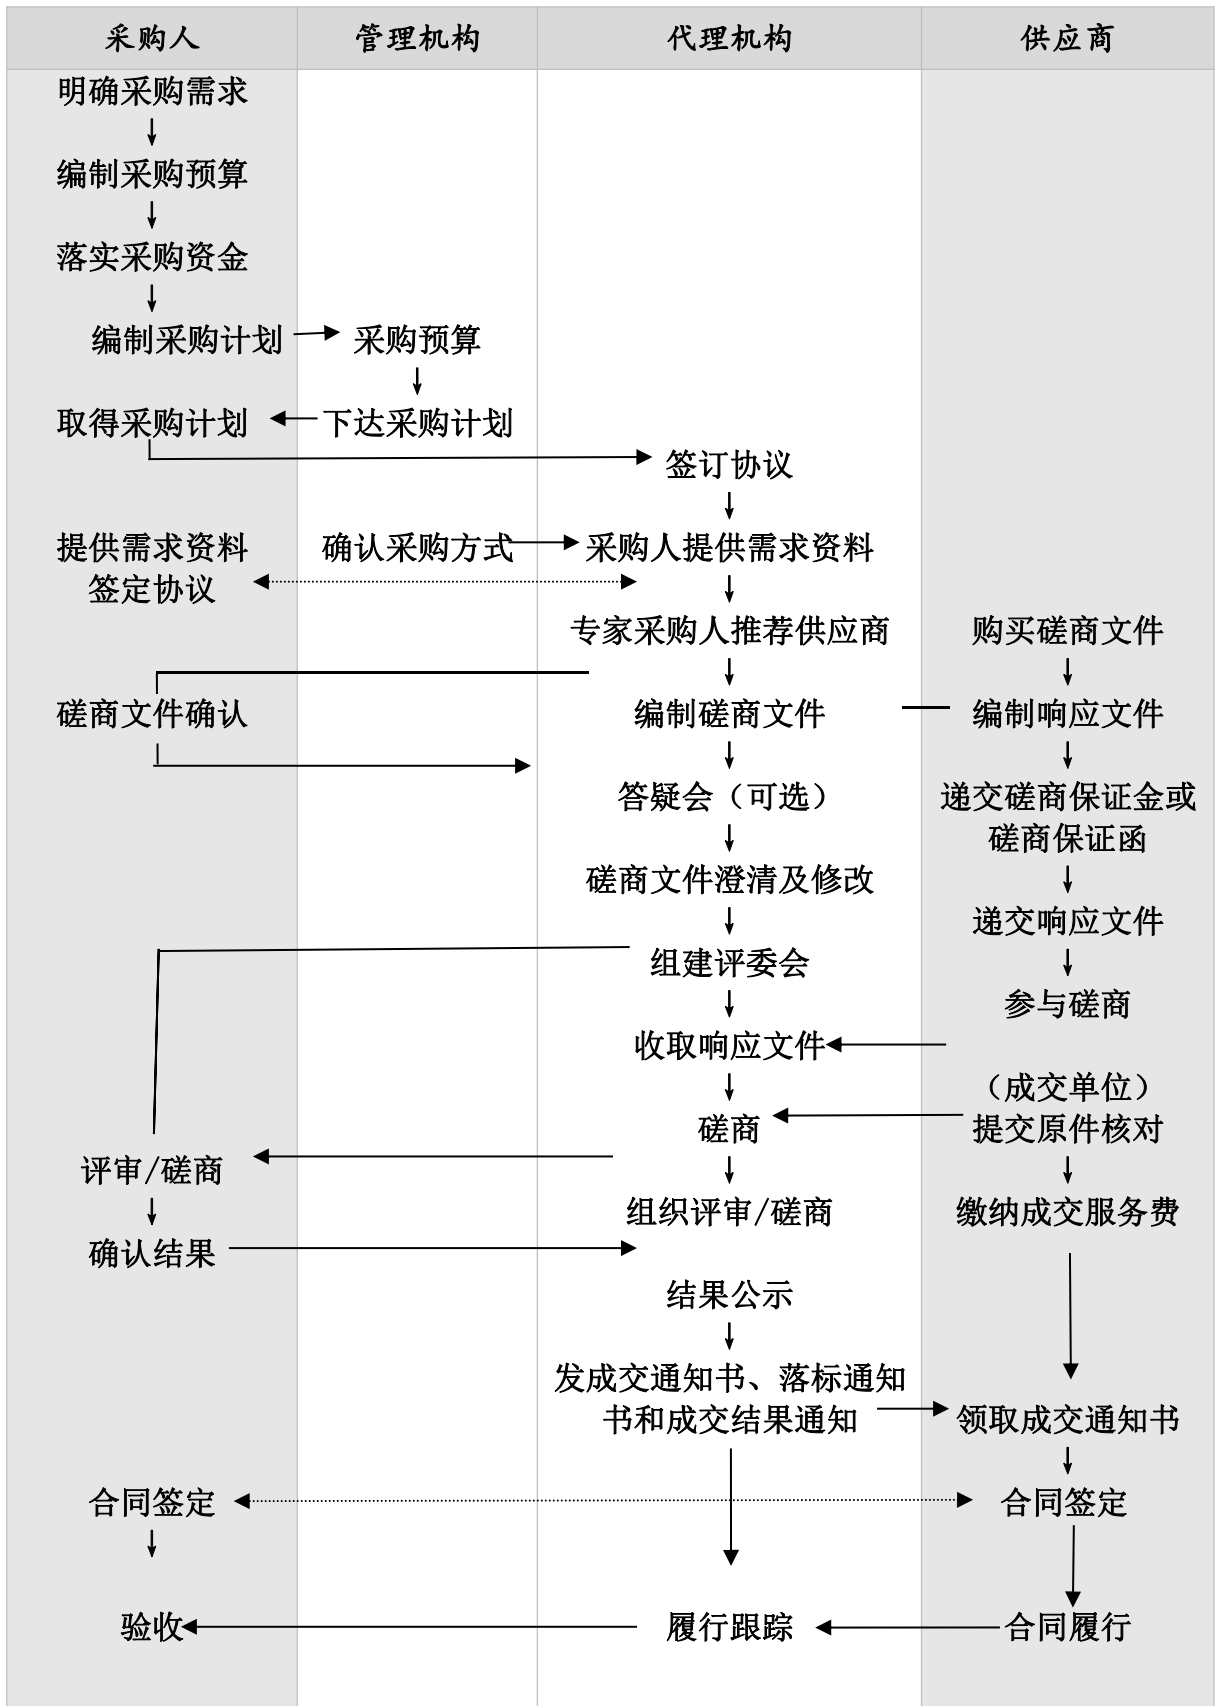 采购人 管理机构 代理机构 供应商
明确采购需求
编制采购预算
落实采购资金
编制采购计划 采购预算
取得采购计划 下达采购计划
签订协议
提供需求资料 确认采购方式 采购人提供需求资料
签定协议
专家采购人推荐供应商 购买磋商文件
磋商文件确认 编制磋商文件 编制响应文件
答疑会（可选） 递交磋商保证金或
磋商保证函
磋商文件澄清及修改
递交响应文件
组建评委会
参与磋商
收取响应文件
（成交单位）
磋商 提交原件核对
评审/磋商
组织评审/磋商 缴纳成交服务费
确认结果
结果公示
发成交通知书、落标通知
书和成交结果通知 领取成交通知书
合同签定 合同签定
验收 履行跟踪 合同履行